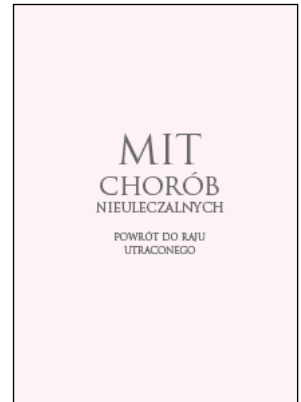 MIT
CHORÓB
NIEULECZALNYCH
POWRÓT DO RAJU
UTRACONEGO